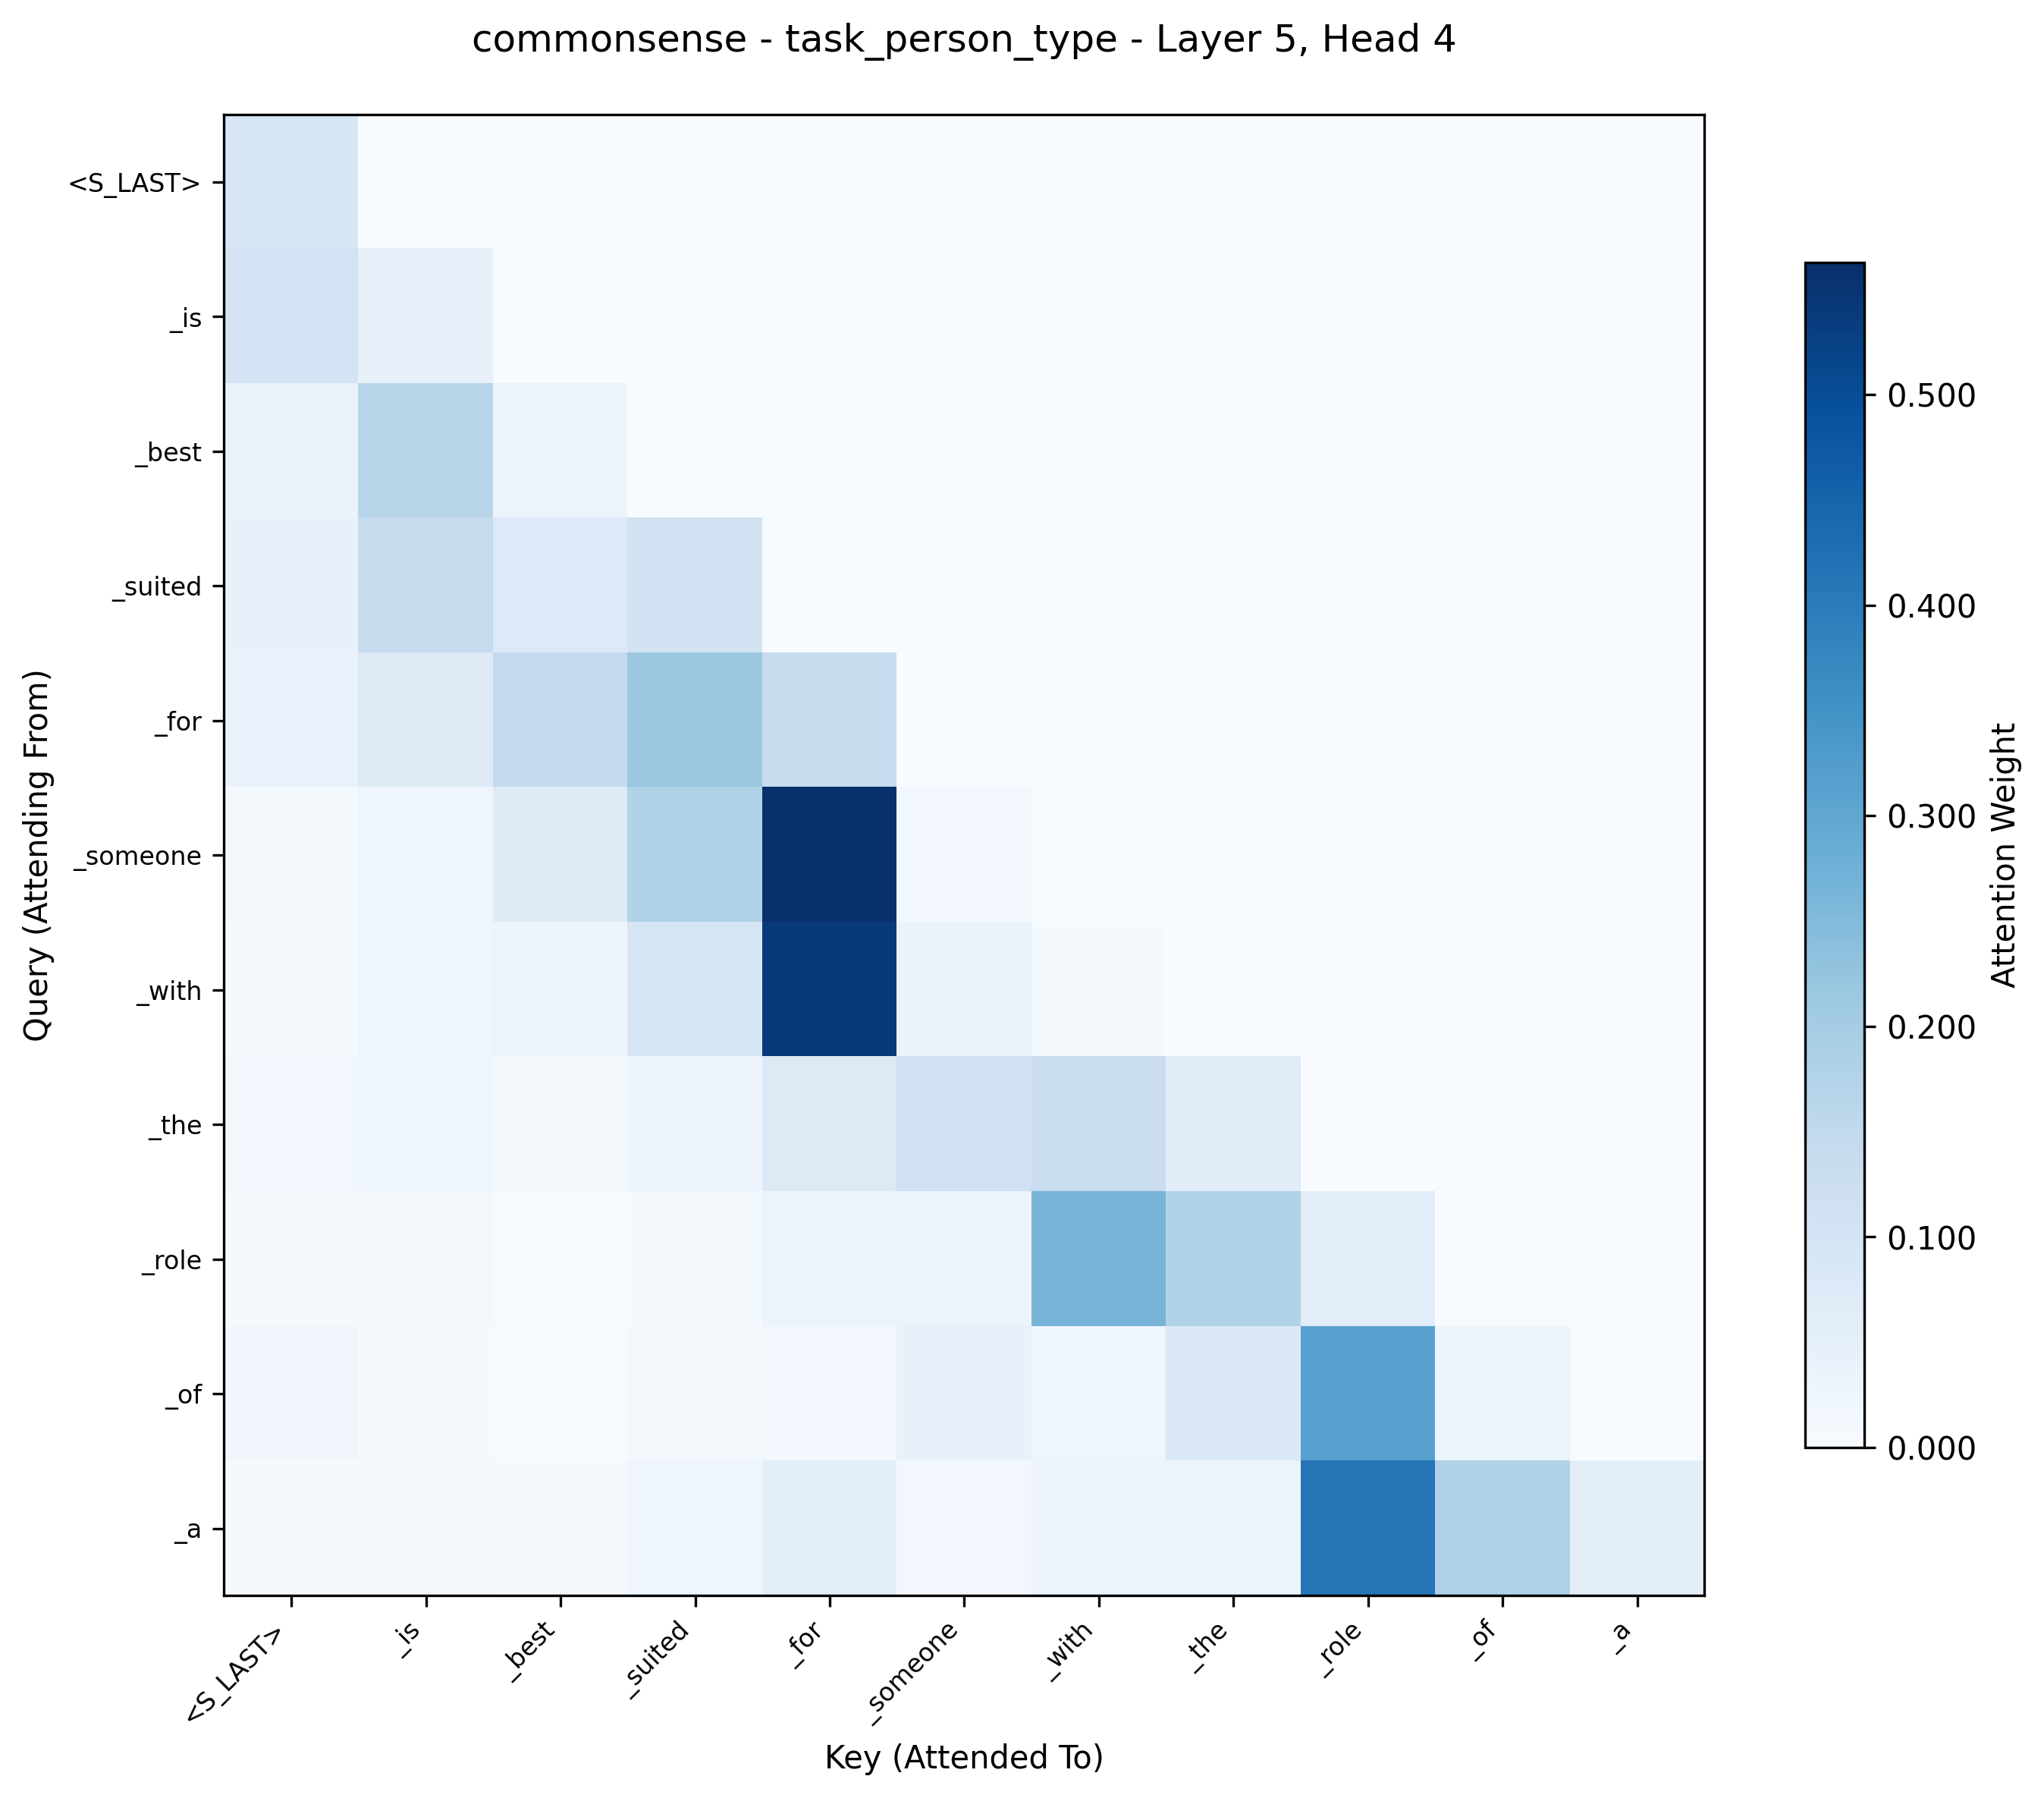 commonsense - task_person_type - Layer 5, Head 4
Query (Attending From)
<S_LAST>
_is
_best
_suited
_for
_someone
_with
_the
_role
_of
_a
<S_LAST>
_is
_best
_suited
_for
_someone
_with
_the
_role
_of
_a
Key (Attended To)
0.500
0.400
0.300
0.200
0.100
0.000
Attention Weight